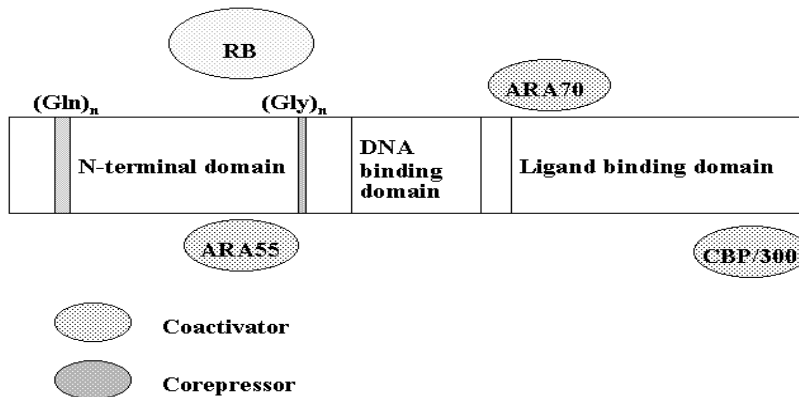 RB
ARA70
(Gln)n
(Gly)n
N-terminal domain
DNA
binding
domain
Ligand binding domain
ARA55
CBP/300
Coactivator
Corepressor